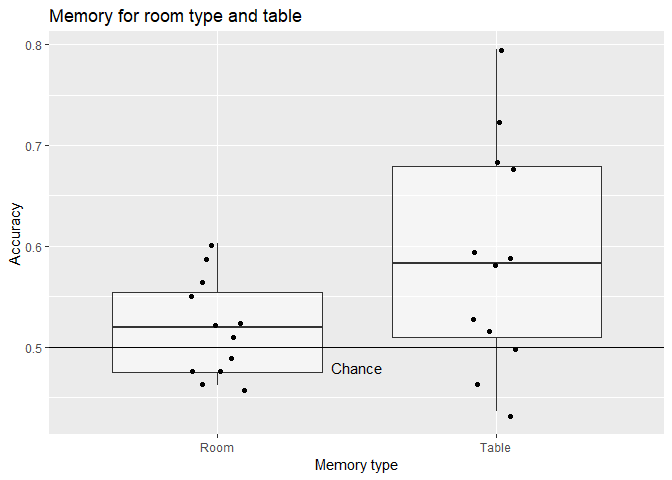 Memory for room type and table
0.8
0.7
0.6
0.5
Accuracy
Chance
Room
Table
Memory type